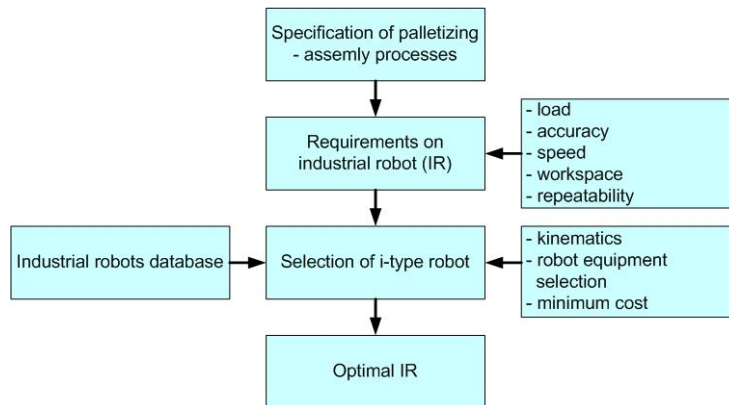 Specification of palletizing
- assemly processes
Requirements on
industrial robot (IR)
- load
- accuracy
- speed
- workspace
- repeatability
Industrial robots database
Selection of i-type robot
- kinematics
- robot equipment
selection
- minimum cost
Optimal IR